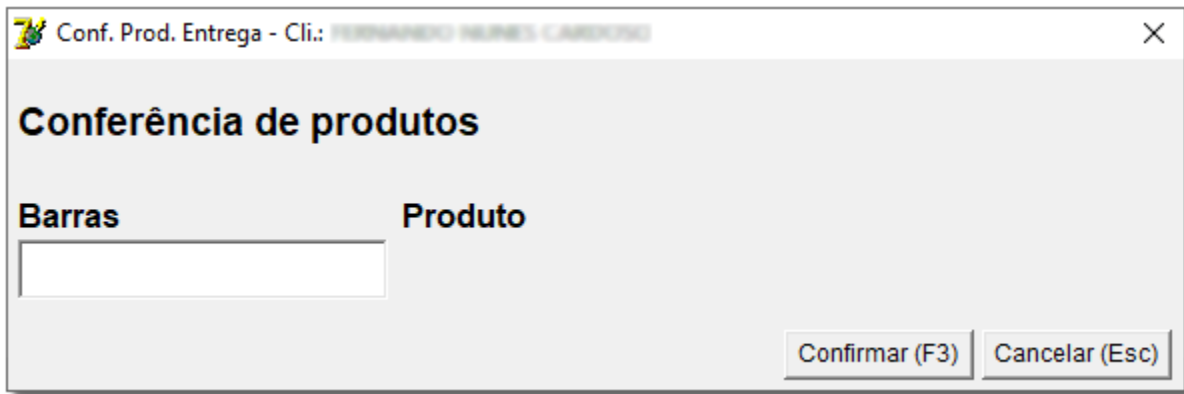 Conf. Prod. Entrega - Cli.:
Conferência de produtos
Barras Produto
Confirmar (F3) Cancelar (Esc)